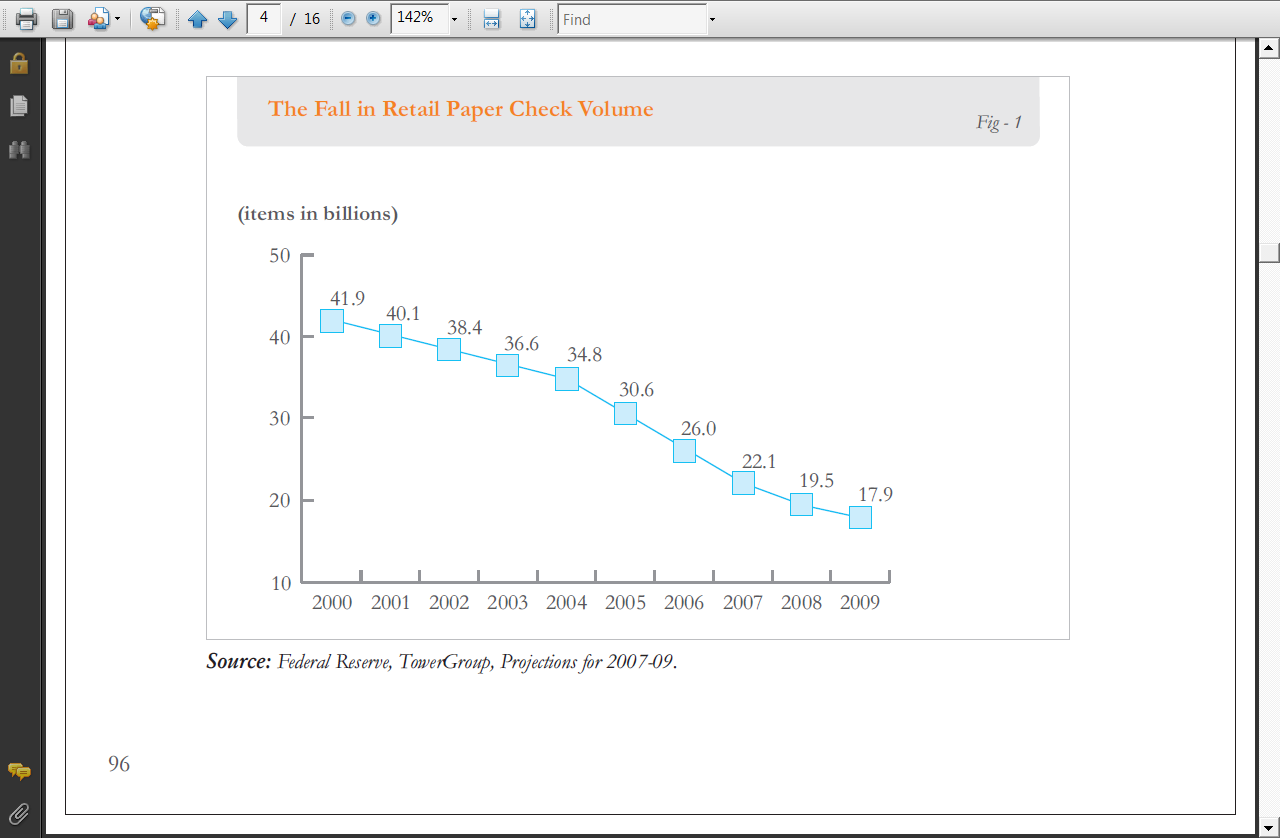 4 / 16 142% Find
The Fall in Retail Paper Check Volume
Fig - 1
(items in billions)
50
41.9
40.1
40
38.4
36.6
34.8
30
30.6
26.0
22.1
20
19.5
17.9
10
2000 2001 2002 2003 2004 2005 2006 2007 2008 2009
Source: Federal Reserve, TowerGroup, Projections for 2007-09.
96